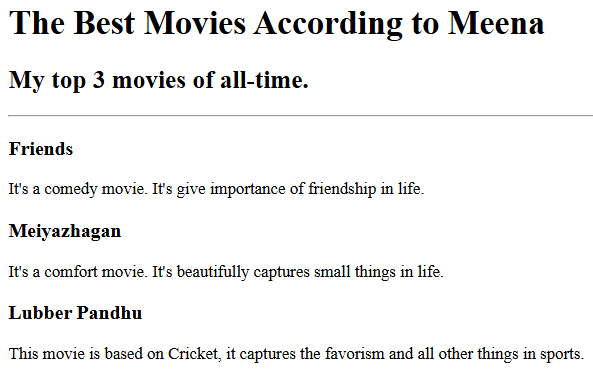 The Best Movies According to Meena
My top 3 movies of all-time.
Friends
It's a comedy movie. It's give importance of friendship in life.
Meiyazhagan
It's a comfort movie. It's beautifully captures small things in life.
Lubber Pandhu
This movie is based on Cricket, it captures the favorism and all other things in sports.